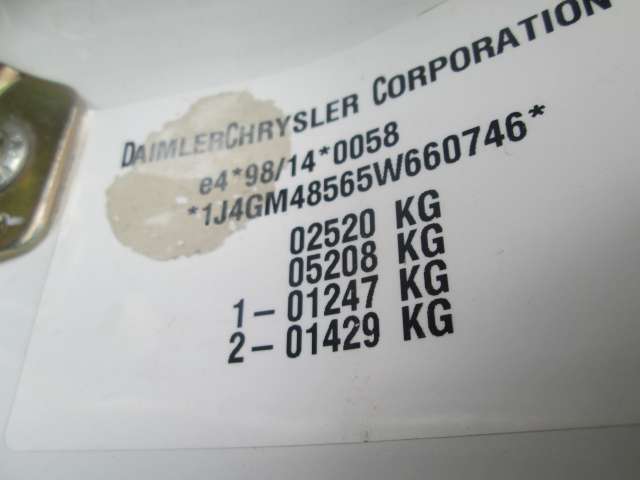 DAIMLERCHRYSLER CORPORATION
e4*98/14*0058
*1J4GM48565W660746*
02520 KG
05208 KG
1– 01247 KG
2– 01429 KG